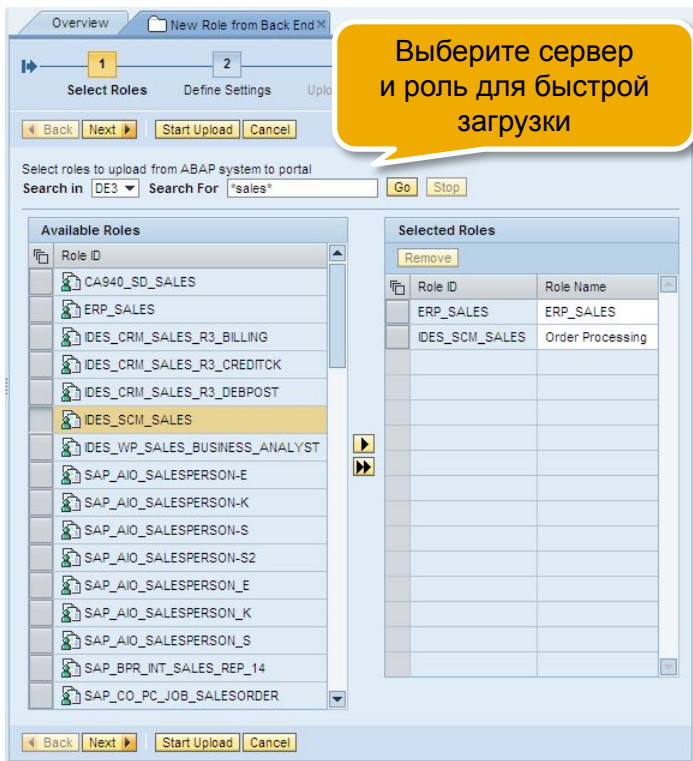 Overview
New Role from Back End
Выберите сервер
и роль для быстрой
загрузки
1
2
Select Roles
Define Settings
Back
Next
Start Upload
Cancel
Select roles to upload from ABAP system to portal
Search in DE3 Search For *sales* Go Stop
Available Roles
Role ID
CA940_SD_SALES
ERP_SALES
IDES_CRM_SALES_R3_BILLING
IDES_CRM_SALES_R3_CREDITCK
IDES_CRM_SALES_R3_DEBPOST
IDES_SCM_SALES
IDES_WP_SALES_BUSINESS_ANALYST
SAP_AIO_SALESPERSON-E
SAP_AIO_SALESPERSON-K
SAP_AIO_SALESPERSON-S
SAP_AIO_SALESPERSON-S2
SAP_AIO_SALESPERSON_E
SAP_AIO_SALESPERSON_K
SAP_AIO_SALESPERSON_S
SAP_BPR_INT_SALES_REP_14
SAP_CO_PC_JOB_SALESORDER
Selected Roles
Remove
Role ID Role Name
ERP_SALES ERP_SALES
IDES_SCM_SALES Order Processing
Back
Next
Start Upload
Cancel